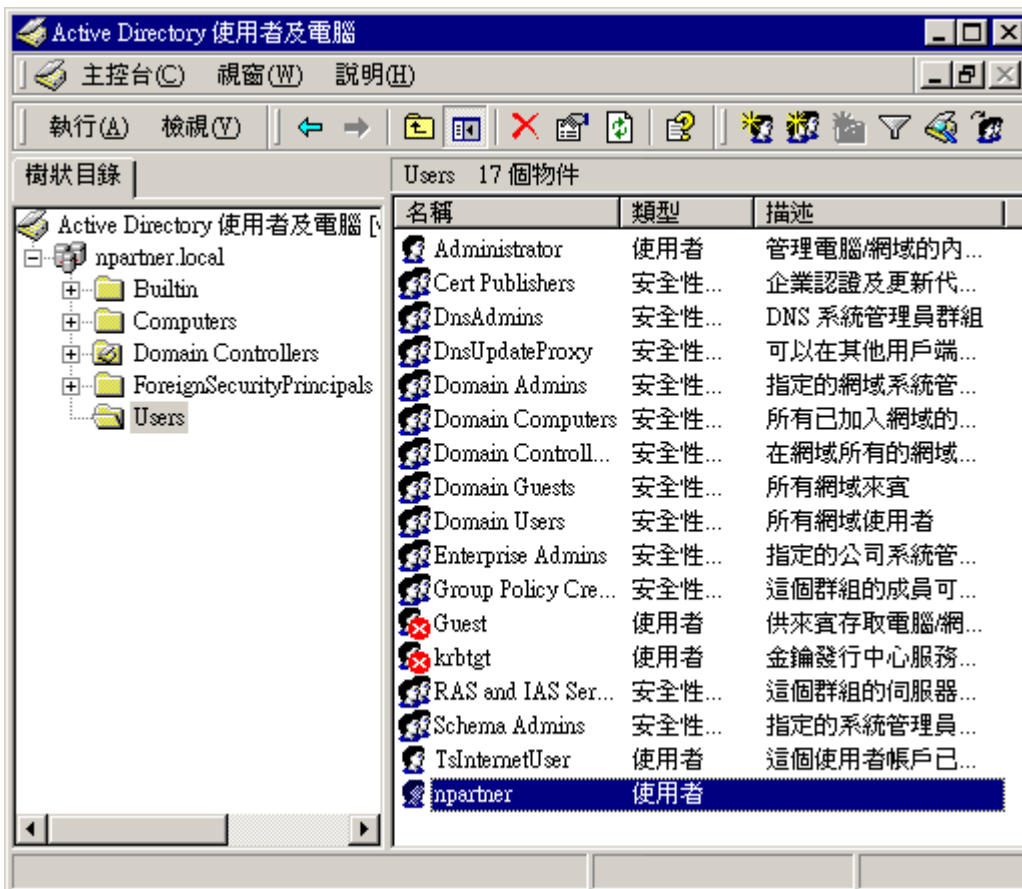 Active Directory 使用者及電腦
主控台(C) 視窗(W) 說明(H)
執行(A) 檢視(V)
樹狀目錄
Users 17 個物件
Active Directory 使用者及電腦 [
npartner.local
Builtin
Computers
Domain Controllers
ForeignSecurityPrincipals
Users
名稱 類型 描述
Administrator 使用者 管理電腦/網域的內...
Cert Publishers 安全性... 企業認證及更新代...
DnsAdmins 安全性... DNS 系統管理員群組
DnsUpdateProxy 安全性... 可以在其他用戶端...
Domain Admins 安全性... 指定的網域系統管...
Domain Computers 安全性... 所有已加入網域的...
Domain Controll... 安全性... 在網域所有的網域...
Domain Guests 安全性... 所有網域來賓
Domain Users 安全性... 所有網域使用者
Enterprise Admins 安全性... 指定的公司系統管...
Group Policy Cre... 安全性... 這個群組的成員可...
Guest 使用者 供來賓存取電腦/網...
krbtgt 使用者 金鑰發行中心服務...
RAS and IAS Ser... 安全性... 這個群組的伺服器...
Schema Admins 安全性... 指定的系統管理員...
TsInternetUser 使用者 這個使用者帳戶已...
npartner 使用者